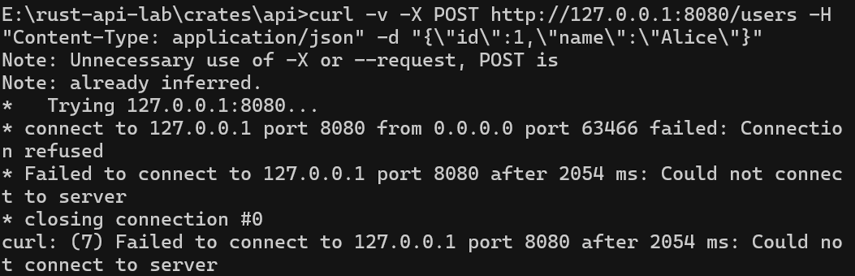 E:\rust-api-lab\crates\api>curl -v -X POST http://127.0.0.1:8080/users -H
"Content-Type: application/json" -d "{\"id\":1,\"name\":\"Alice\"}"
Note: Unnecessary use of -X or --request, POST is
Note: already inferred.
*   Trying 127.0.0.1:8080...
* connect to 127.0.0.1 port 8080 from 0.0.0.0 port 63466 failed: Connectio
n refused
* Failed to connect to 127.0.0.1 port 8080 after 2054 ms: Could not connec
t to server
* closing connection #0
curl: (7) Failed to connect to 127.0.0.1 port 8080 after 2054 ms: Could no
t connect to server